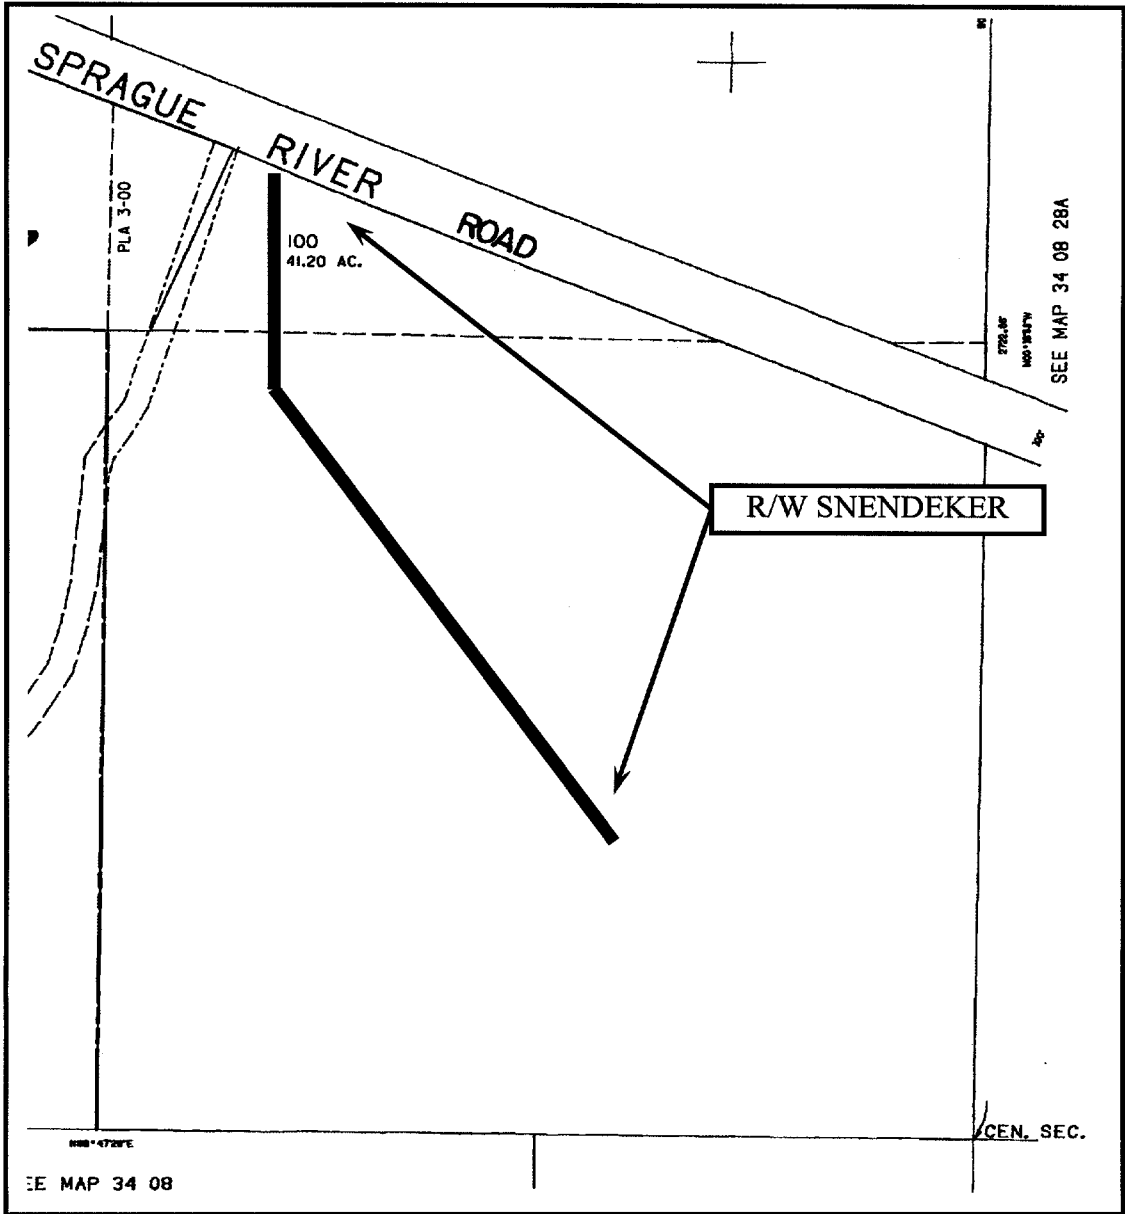 SPRAGUE RIVER ROAD
PLA 3-00
100
41.20 AC.
SEE MAP 34 08 28A
R/W SNENDEKER
CEN. SEC.
EE MAP 34 08